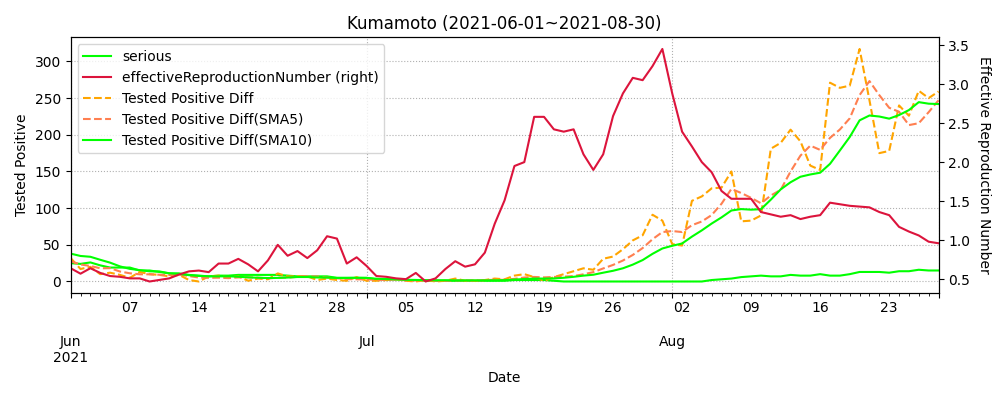 Kumamoto (2021-06-01~2021-08-30)
serious
effectiveReproductionNumber (right)
Tested Positive Diff
Tested Positive Diff(SMA5)
Tested Positive Diff(SMA10)
Tested Positive
300
250
200
150
100
50
0
3.5
3.0
2.5
2.0
1.5
1.0
0.5
Effective Reproduction Number
07 14 21 28 05 12 19 26 02 09 16 23
Jun Jul Aug
2021
Date